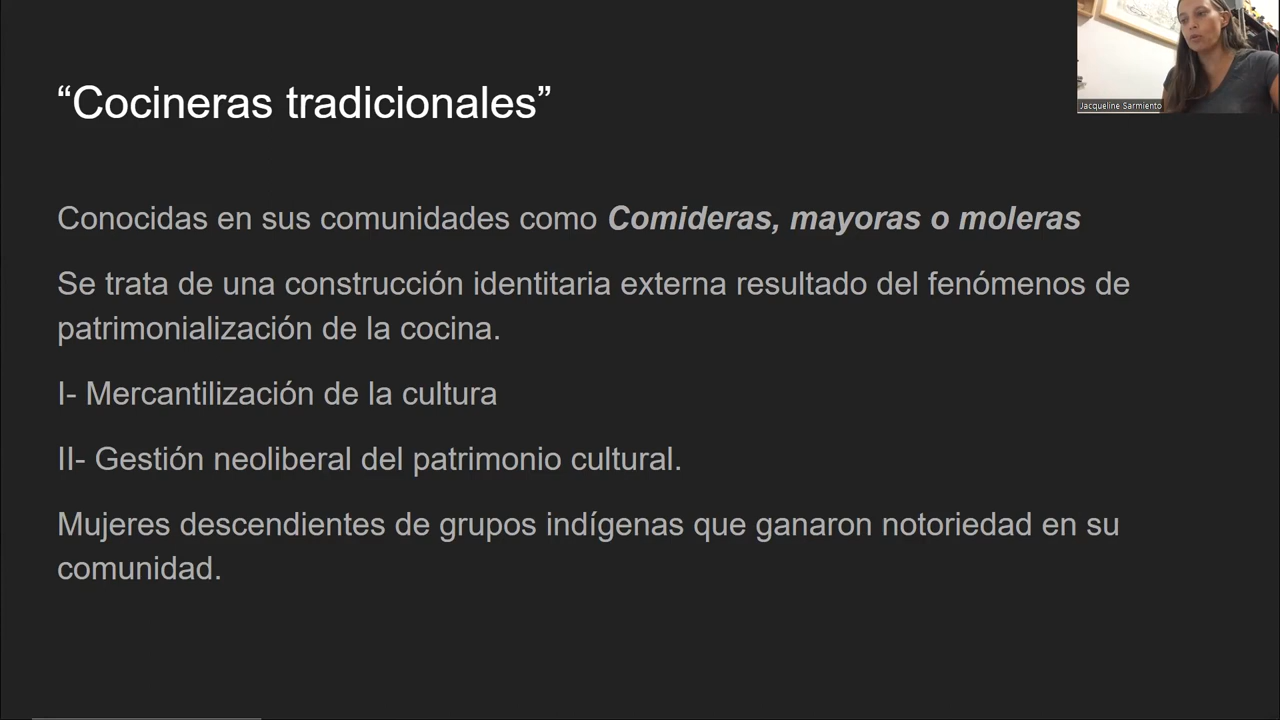 “Cocineras tradicionales”
Jacqueline Sarmiento
Conocidas en sus comunidades como Comideras, mayoras o moleras
Se trata de una construcción identitaria externa resultado del fenómenos de
patrimonialización de la cocina.
I- Mercantilización de la cultura
II- Gestión neoliberal del patrimonio cultural.
Mujeres descendientes de grupos indígenas que ganaron notoriedad en su
comunidad.